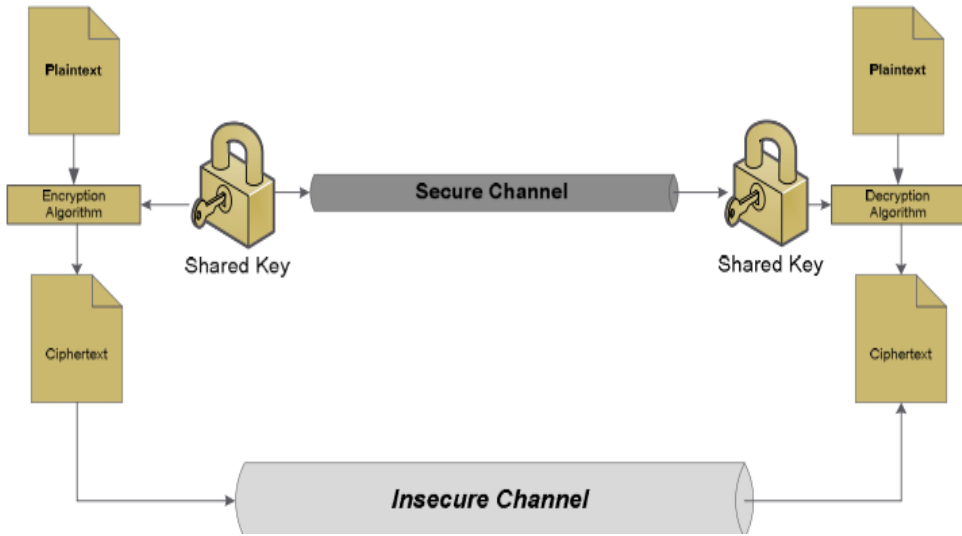 Plaintext
Plaintext
Encryption
Algorithm
Secure Channel
Decryption
Algorithm
Shared Key
Shared Key
Ciphertext
Ciphertext
Insecure Channel